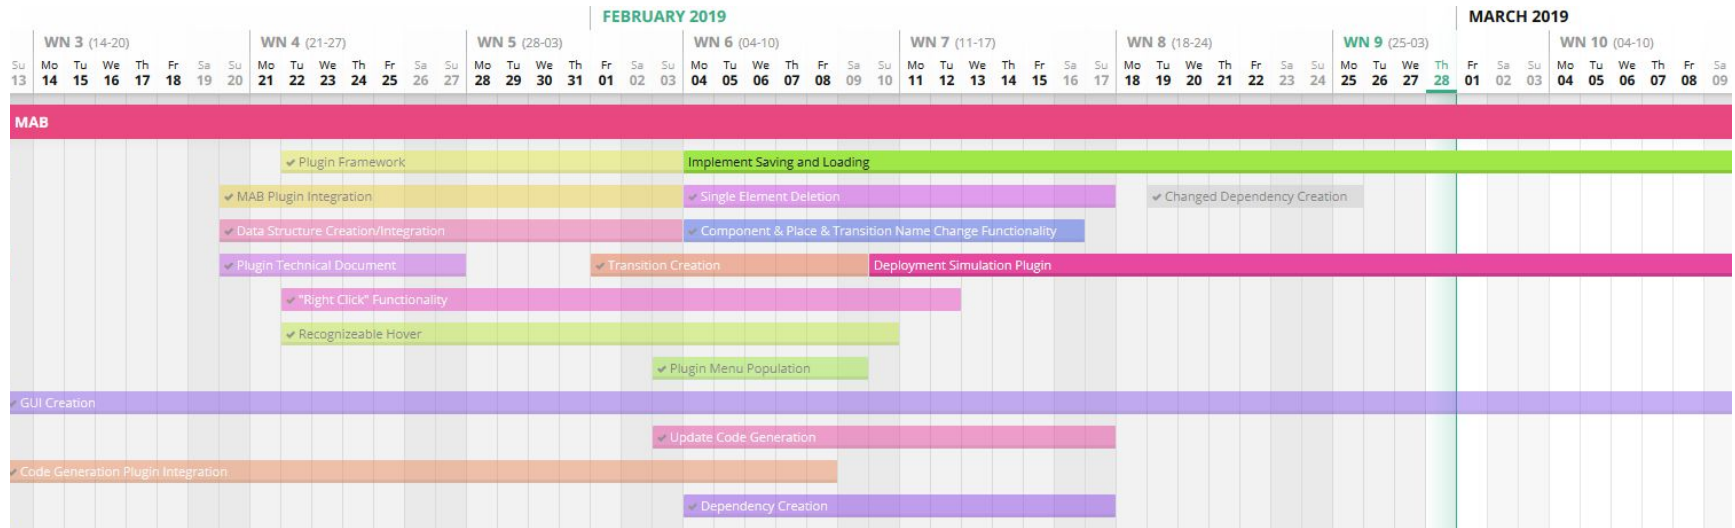 FEBRUARY 2019 MARCH 2019
WN 3 (14-20) WN 4 (21-27) WN 5 (28-03) WN 6 (04-10) WN 7 (11-17) WN 8 (18-24) WN 9 (25-03) WN 10 (04-10)
Su Mo Tu We Th Fr Sa Su Mo Tu We Th Fr Sa Su Mo Tu We Th Fr Sa Su Mo Tu We Th Fr Sa Su Mo Tu We Th Fr Sa Su Mo Tu We Th Fr Sa Su Mo Tu We Th Fr Sa Su Mo Tu We Th Fr Sa
13 14 15 16 17 18 19 20 21 22 23 24 25 26 27 28 29 30 31 01 02 03 04 05 06 07 08 09 10 11 12 13 14 15 16 17 18 19 20 21 22 23 24 25 26 27 28 01 02 03 04 05 06 07 08 09
MAB
Plugin Framework Implement Saving and Loading
MAB Plugin Integration Single Element Deletion Changed Dependency Creation
Data Structure Creation/Integration Component & Place & Transition Name Change Functionality
Plugin Technical Document Transition Creation Deployment Simulation Plugin
"Right Click" Functionality
Recognizeable Hover
Plugin Menu Population
GUI Creation
Update Code Generation
Code Generation Plugin Integration
Dependency Creation